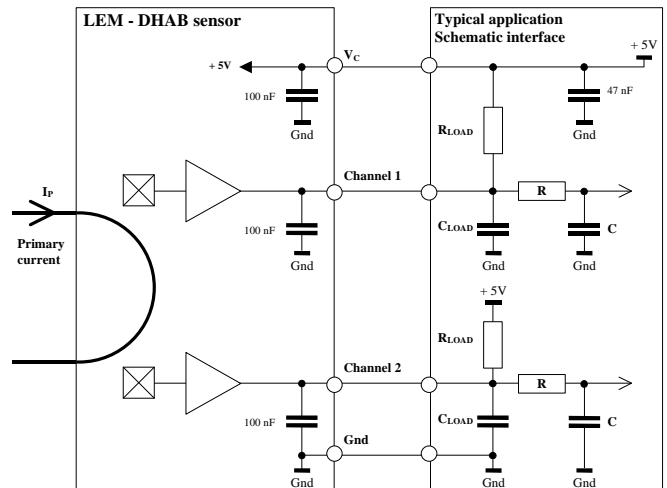 LEM - DHAB sensor
Typical application
Schematic interface
+ 5V
VC
+ 5V
100 nF
47 nF
Gnd
RLOAD
Gnd
Channel 1
IP
R
Primary
current
100 nF
CLOAD
C
Gnd
Gnd
Gnd
+ 5V
RLOAD
Channel 2
R
100 nF
CLOAD
C
Gnd
Gnd
Gnd
Gnd